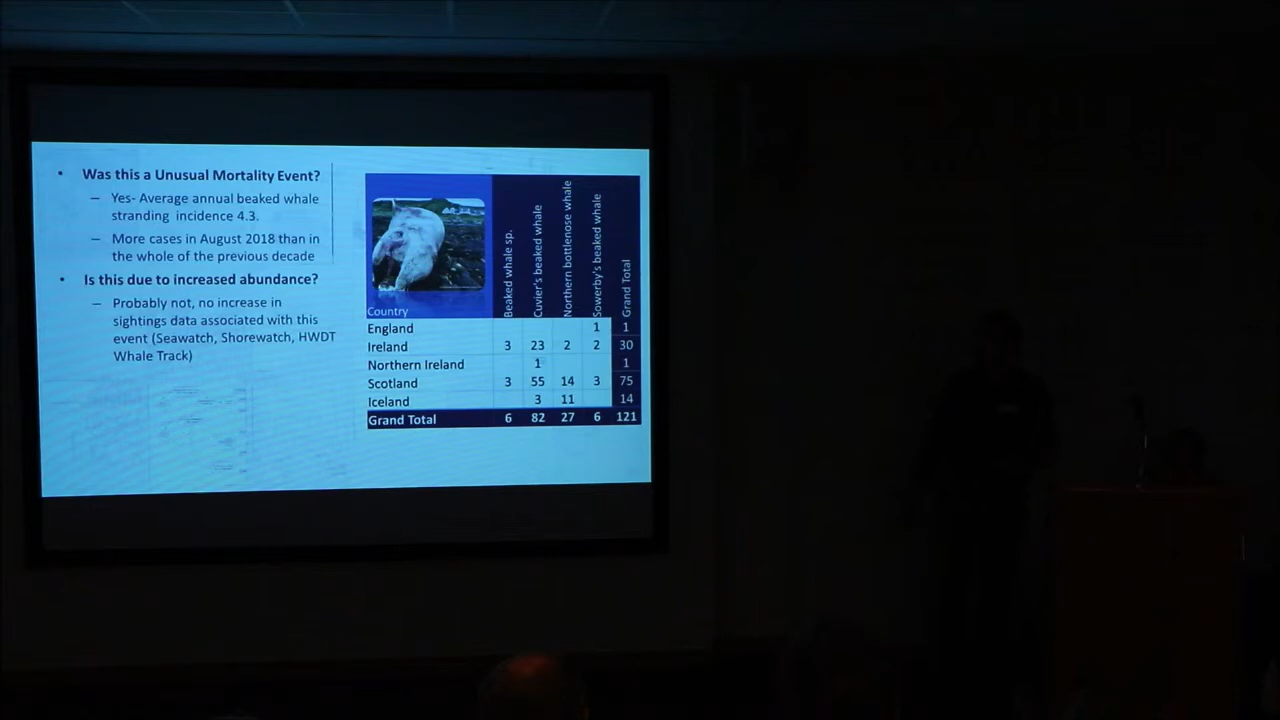 • Was this a Unusual Mortality Event?
– Yes- Average annual beaked whale
stranding incidence 4.3.
– More cases in August 2018 than in
the whole of the previous decade
• Is this due to increased abundance?
– Probably not, no increase in
sightings data associated with this
event (Seawatch, Shorewatch, HWDT
Whale Track)
Country Beaked whale sp. Cuvier's beaked whale Northern bottlenose whale Sowerby's beaked whale Grand Total
England 1 1
Ireland 3 23 2 2 30
Northern Ireland 1 1
Scotland 3 55 14 3 75
Iceland 3 11 14
Grand Total 6 82 27 6 121